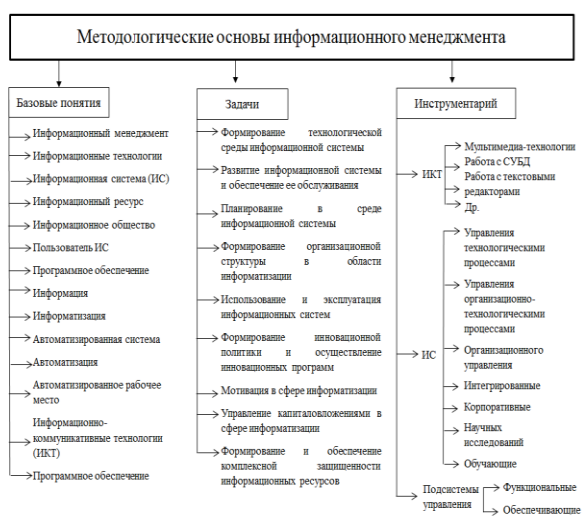 Методологические основы информационного менеджмента
Базовые понятия
Информационный менеджмент
Информационные технологии
Информационная система (ИС)
Информационный ресурс
Информационное общество
Пользователь ИС
Программное обеспечение
Информация
Информатизация
Автоматизированная система
Автоматизация
Автоматизированное рабочее
место
Информационно-
коммуникативные технологии
(ИКТ)
Программное обеспечение
Задачи
Формирование технологической
среды информационной системы
Развитие информационной системы
и обеспечение ее обслуживания
Планирование в среде
информационной системы
Формирование организационной
структуры в области
информатизации
Использование и эксплуатация
информационных систем
Формирование инновационной
политики и осуществление
инновационных программ
Мотивация в сфере информатизации
Управление капиталовложениями в
сфере информатизации
Формирование и обеспечение
комплексной защищенности
информационных ресурсов
Инструментарий
ИКТ
Мультимедиа-технологии
Работа с СУБД
Работа с текстовыми
редакторами
Др.
ИС
Управления
технологическими
процессами
Управления
организационно-
технологическими
процессами
Организационного
управления
Интегрированные
Корпоративные
Научных
исследований
Обучающие
Подсистемы
управления
Функциональные
Обеспечивающие